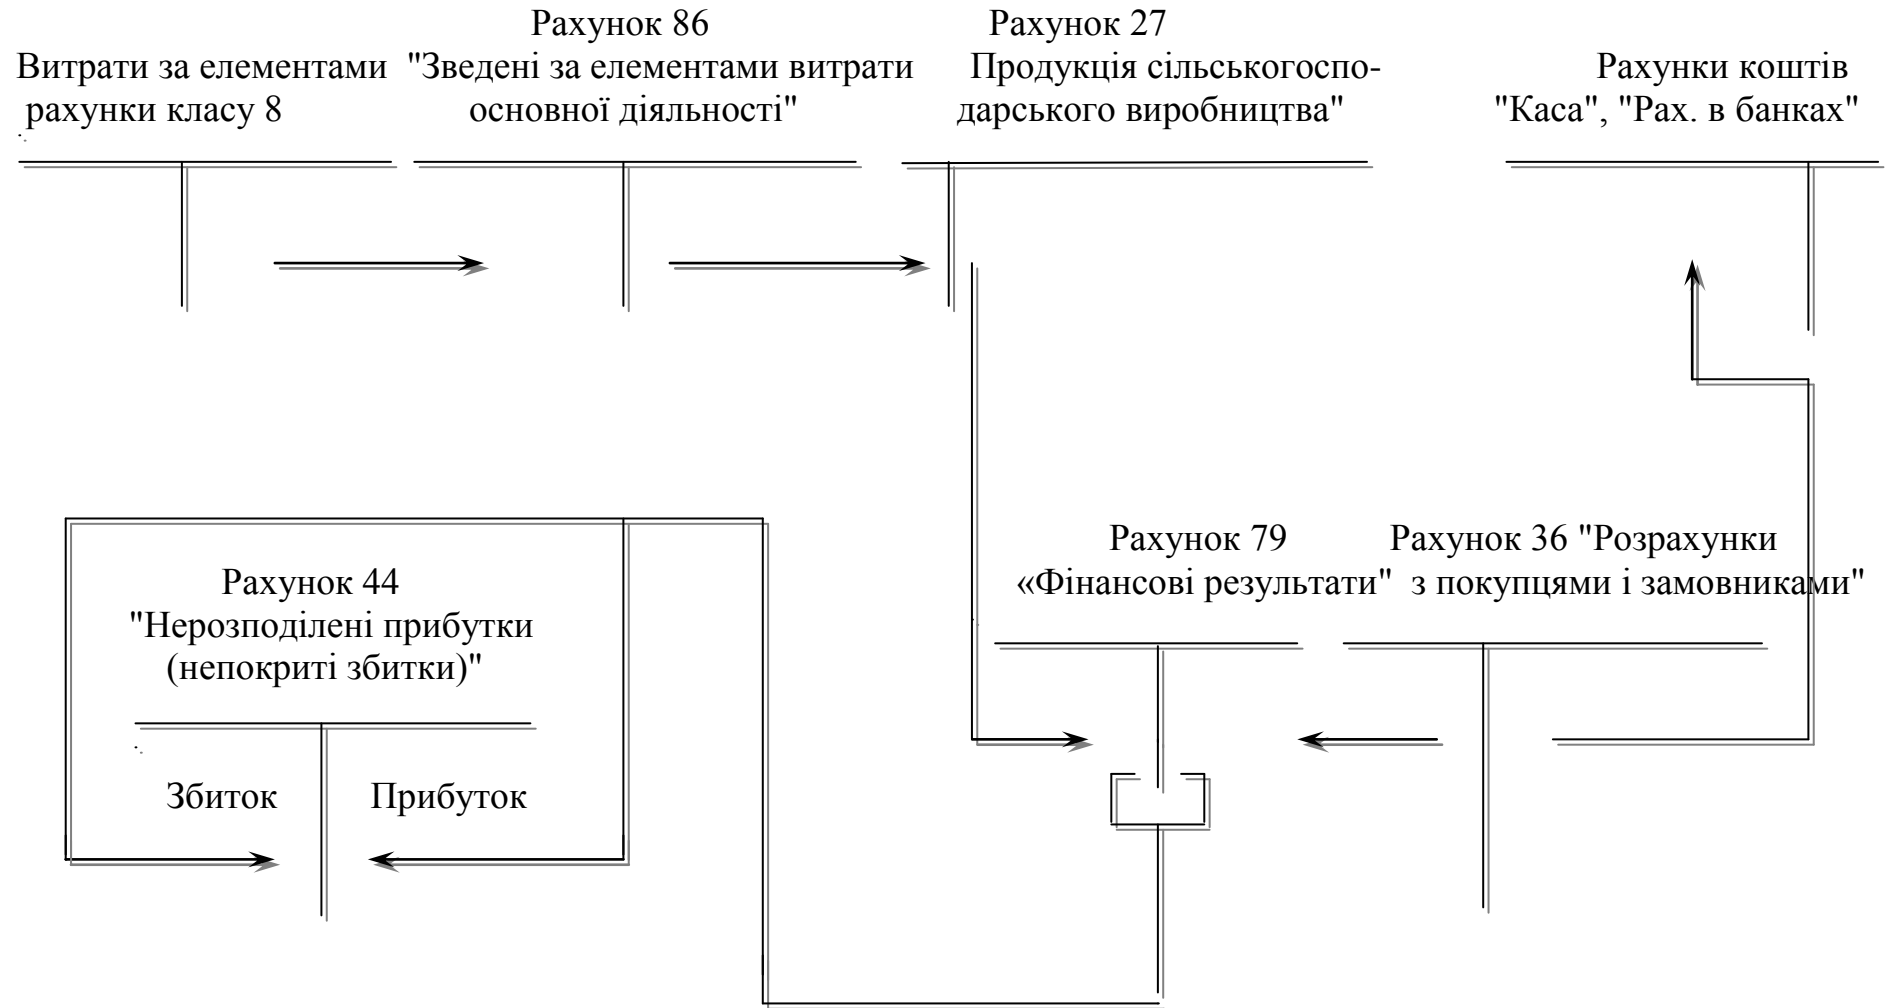 Рахунок 86
Рахунок 27
Витрати за елементами
"Зведені за елементами витрати
Продукція сільськогоспо-
Рахунки коштів
рахунки класу 8
основної діяльності"
дарського виробництва"
"Каса", "Рах. в банках"
Рахунок 79
Рахунок 36 "Розрахунки
«Фінансові результати"
з покупцями і замовниками"
Рахунок 44
"Нерозподілені прибутки
(непокриті збитки)"
Збиток
Прибуток